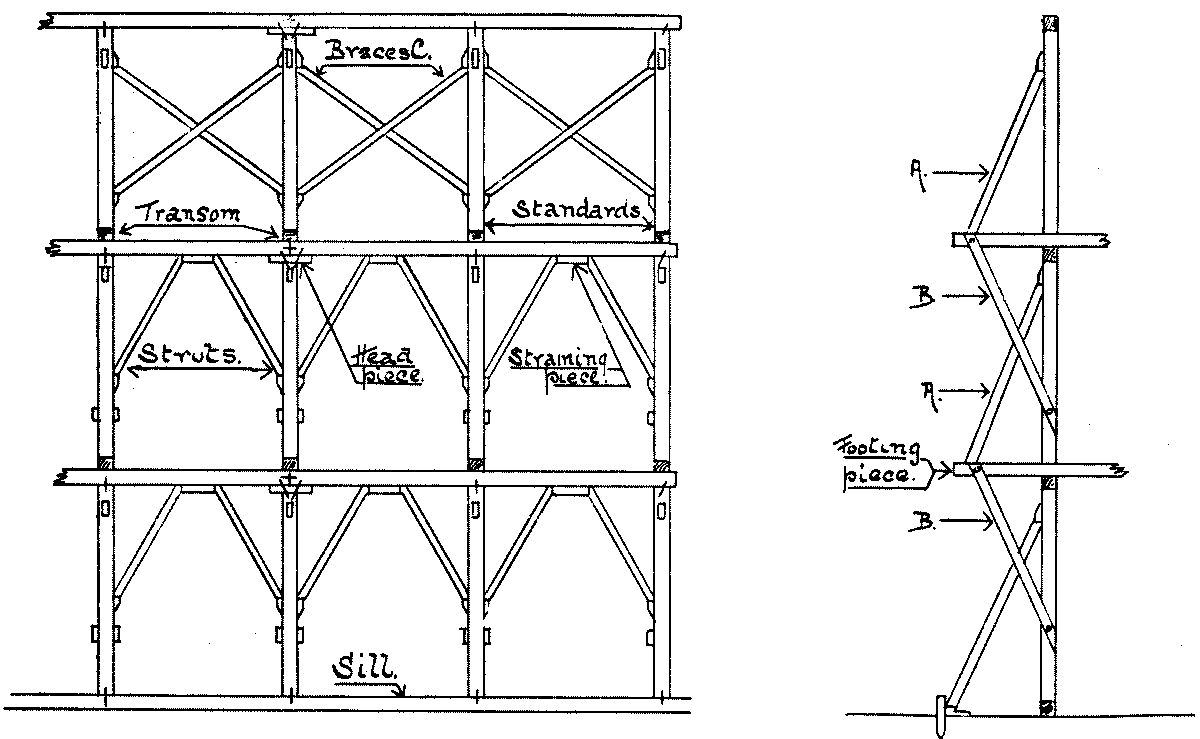 Braces C.
Transom
Standards
Struts.
Head
piece.
Straining
piece.
Sill.
A.
B
A.
Footing
piece.
B.